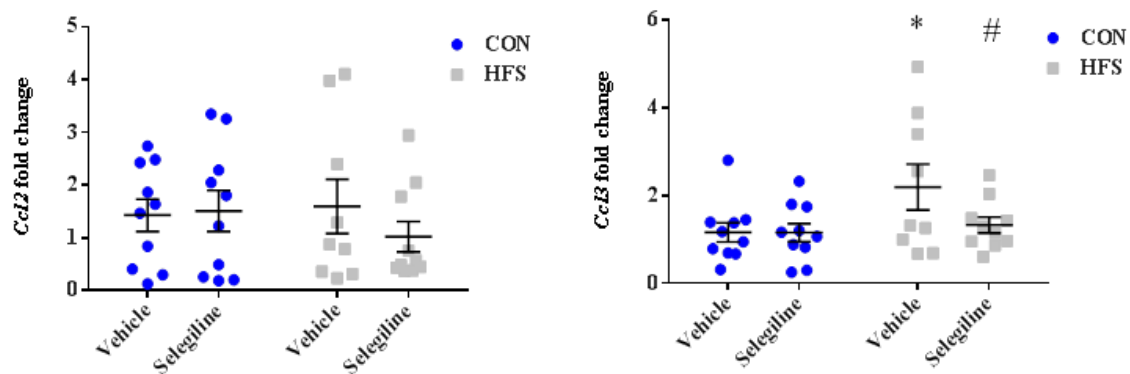 5
4
3
2
1
0
Ccl2 fold change
CON
HFS
Vehicle
Selegiline
Vehicle
Selegiline
6
4
2
0
Ccl3 fold change
*
#
CON
HFS
Vehicle
Selegiline
Vehicle
Selegiline